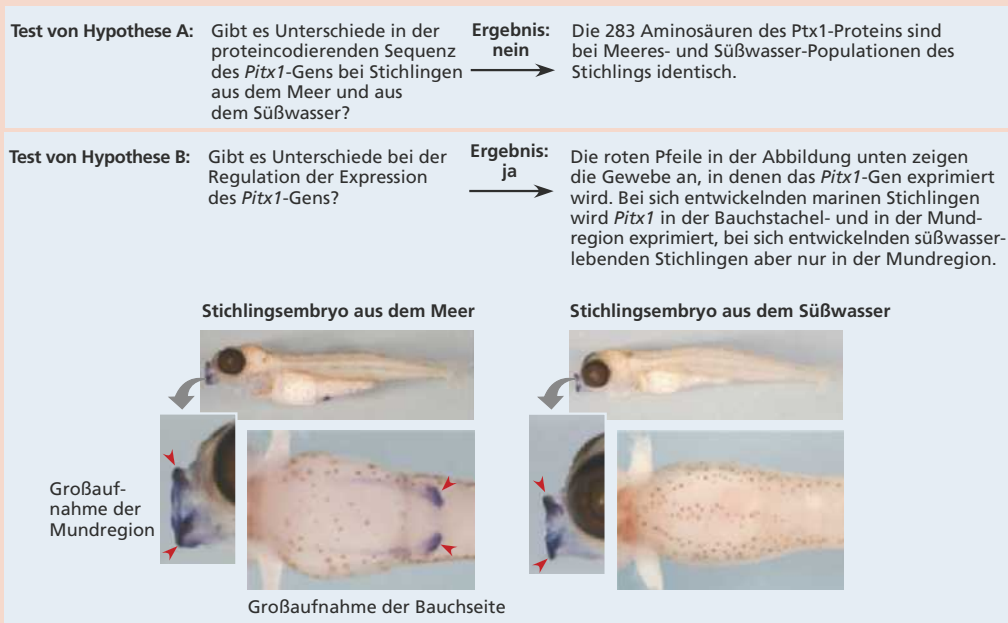 Test von Hypothese A:
Gibt es Unterschiede in der
proteincodierenden Sequenz
des Pitx1-Gens bei Stichlingen
aus dem Meer und aus
dem Süßwasser?
Ergebnis:
nein
Die 283 Aminosäuren des Ptx1-Proteins sind
bei Meeres- und Süßwasser-Populationen des
Stichlings identisch.
Test von Hypothese B:
Gibt es Unterschiede bei der
Regulation der Expression
des Pitx1-Gens?
Ergebnis:
ja
Die roten Pfeile in der Abbildung unten zeigen
die Gewebe an, in denen das Pitx1-Gen exprimiert
wird. Bei sich entwickelnden marinen Stichlingen
wird Pitx1 in der Bauchstachel- und in der Mund-
region exprimiert, bei sich entwickelnden süßwasser-
lebenden Stichlingen aber nur in der Mundregion.
Stichlingsembryo aus dem Meer
Stichlingsembryo aus dem Süßwasser
Großauf-
nahme der
Mundregion
Großaufnahme der Bauchseite